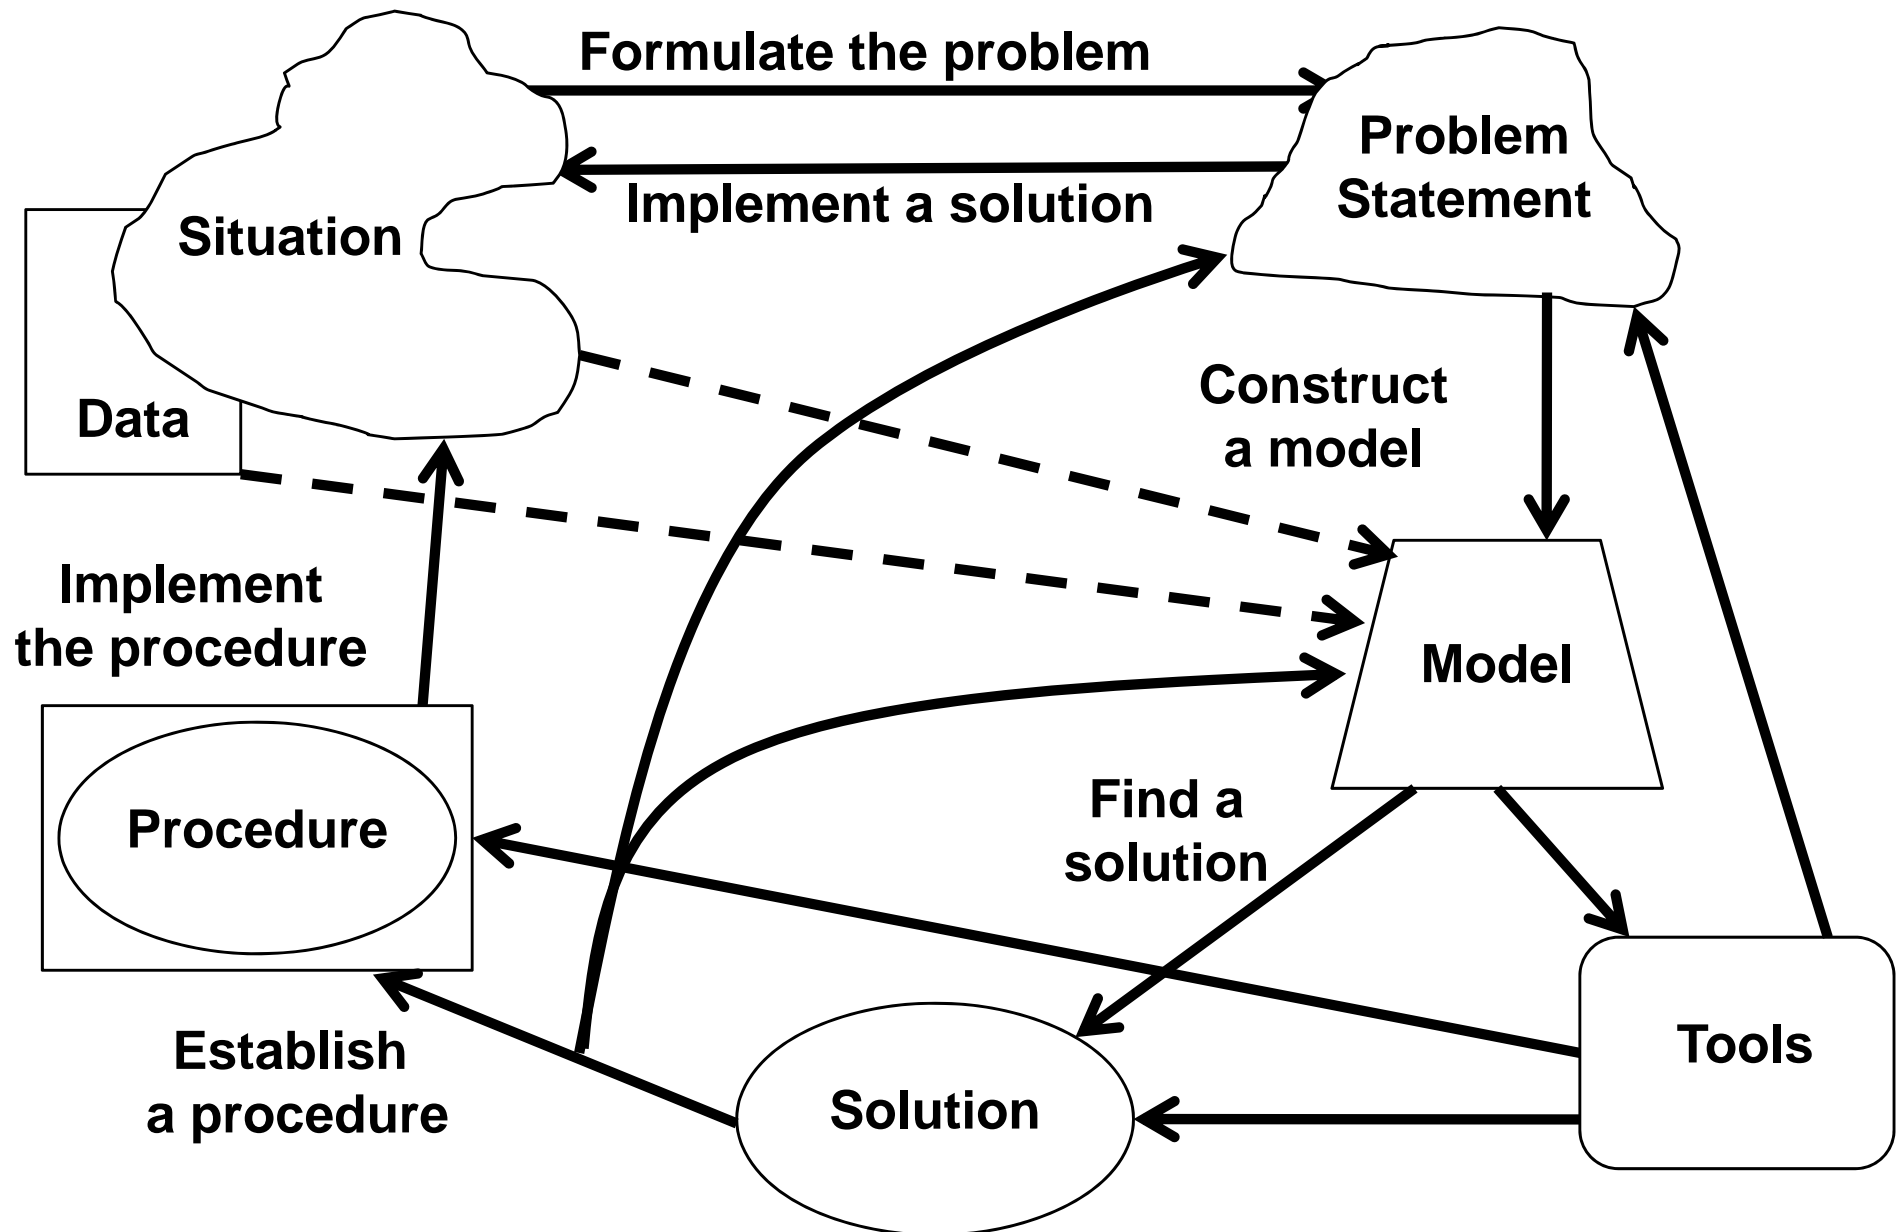 Formulate the problem
Problem
Statement
Implement a solution
Situation
Data
Construct
a model
Implement
the procedure
Model
Find a
solution
Procedure
Tools
Establish
a procedure
Solution